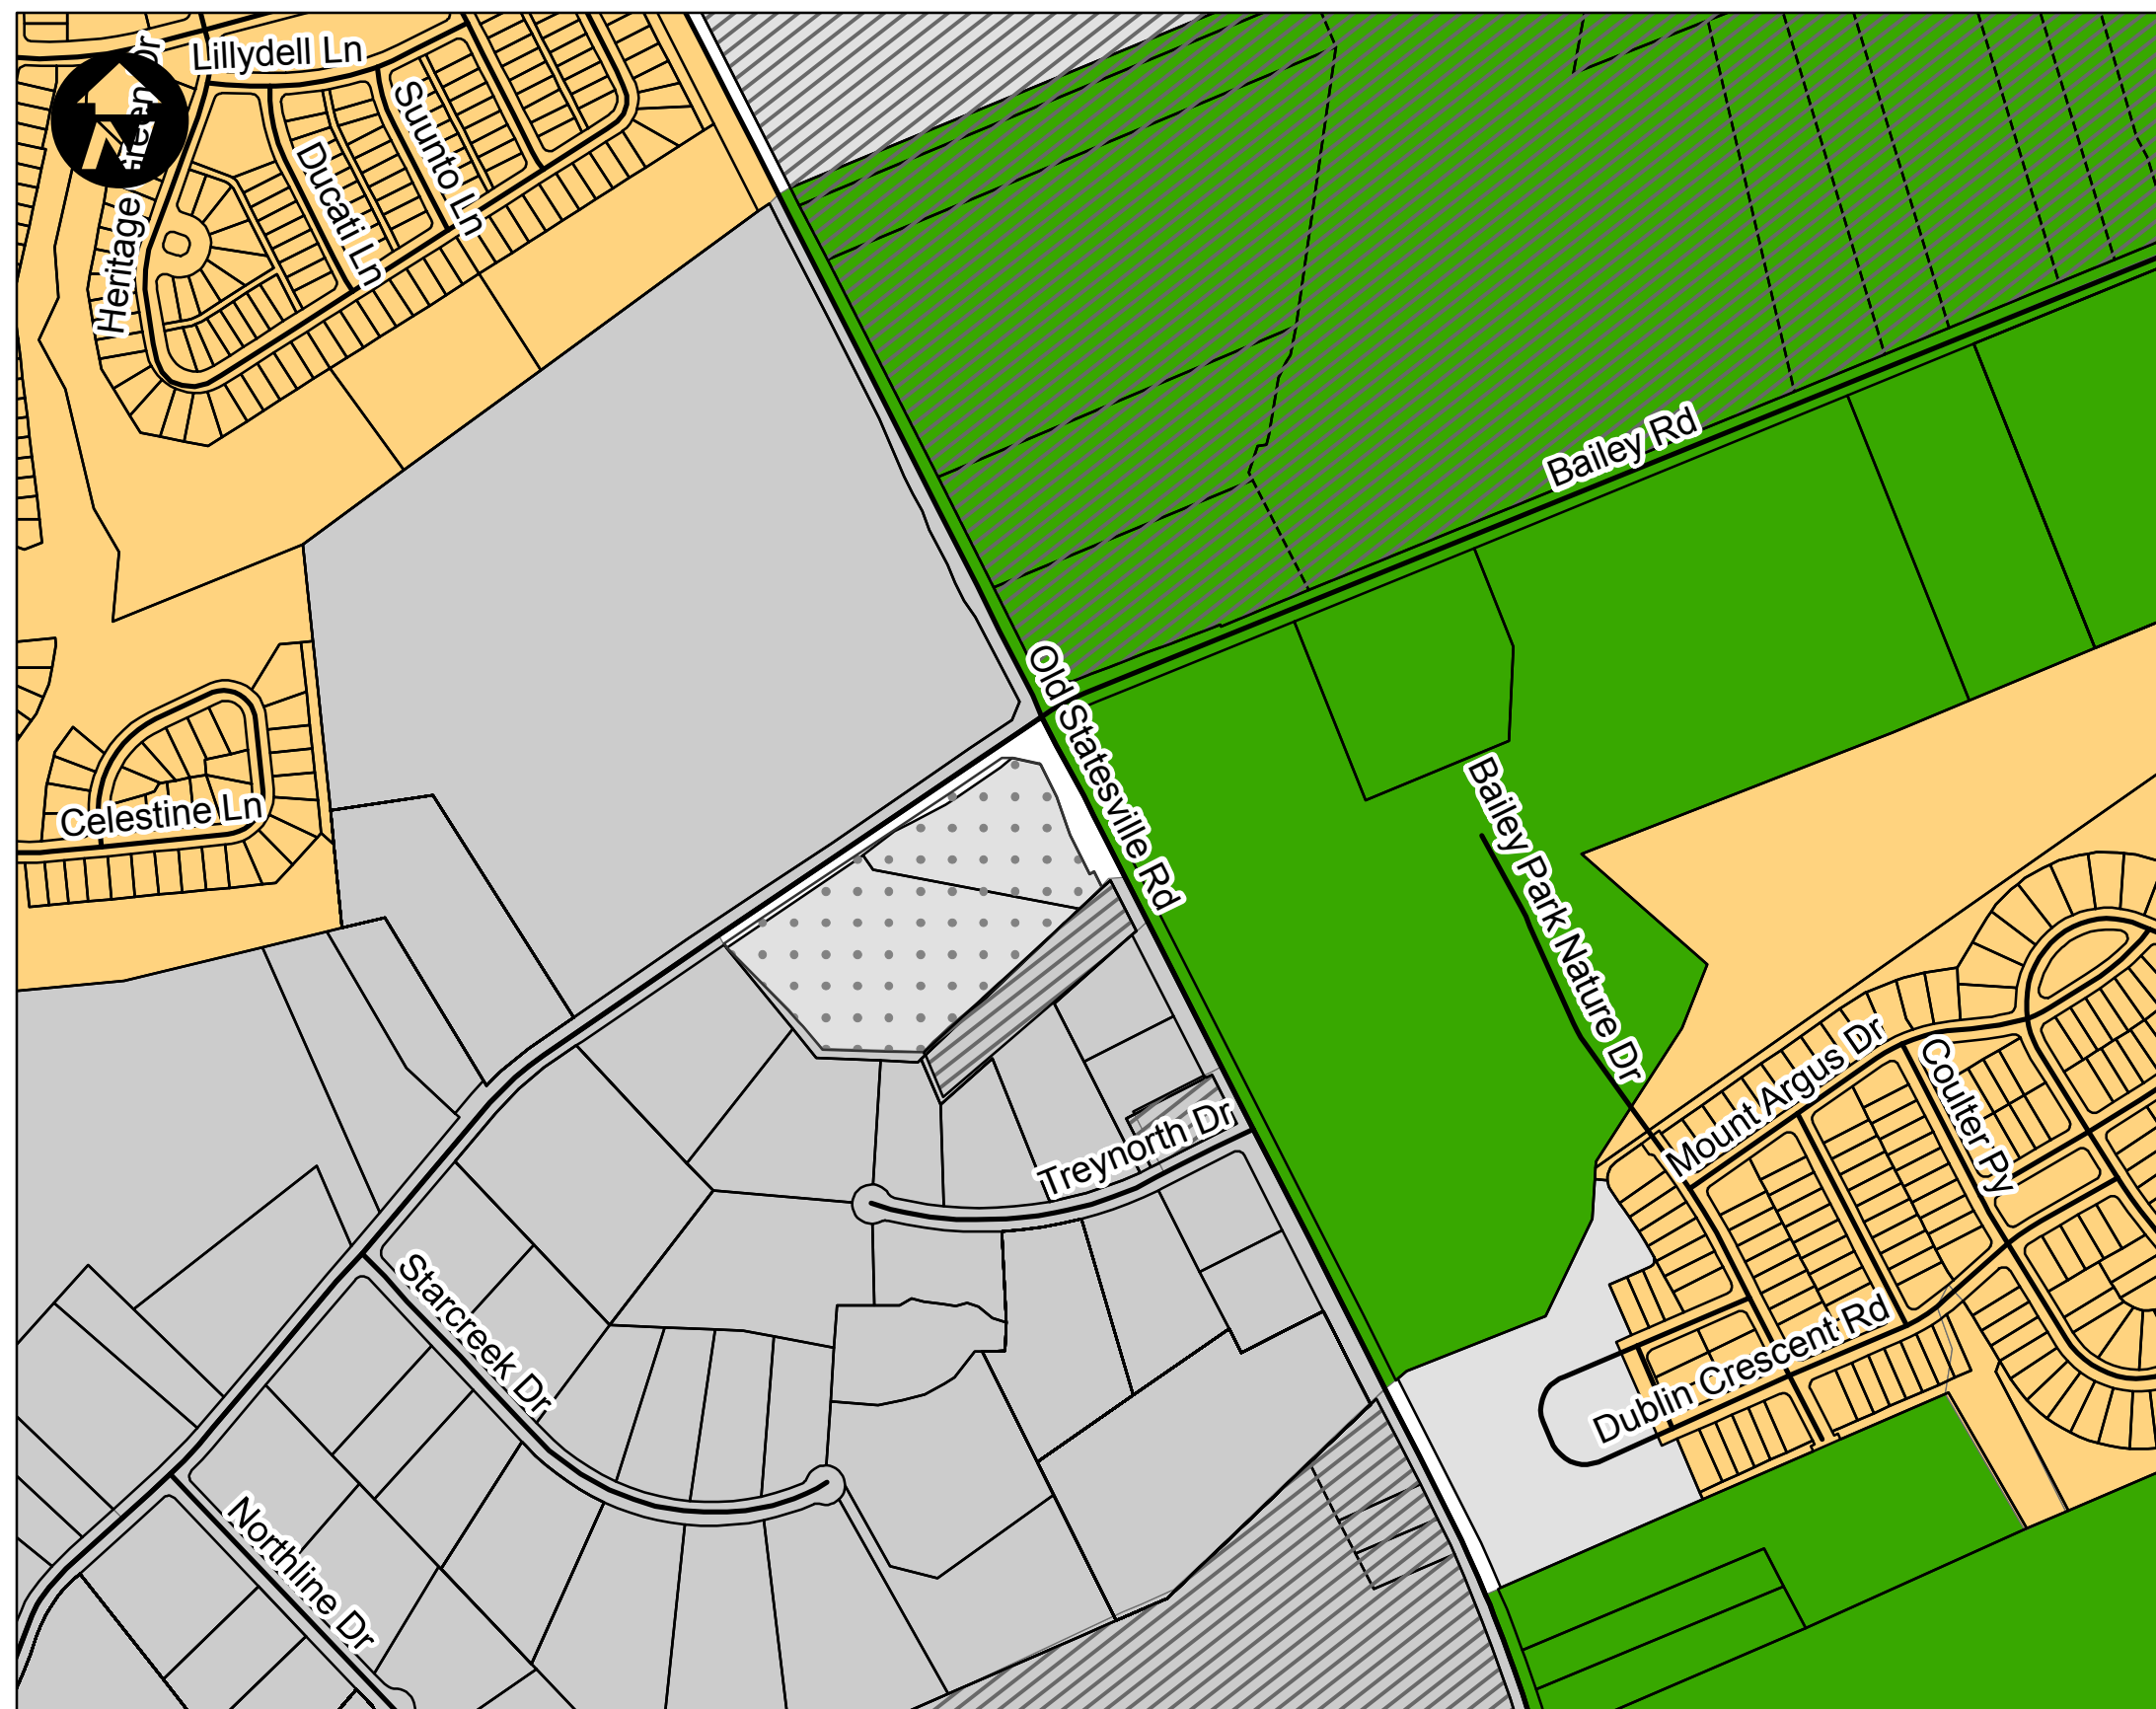 Lillydell Ln
Suunto Ln
Ducati Ln
Heritage
N
Bailey Rd
Old Statesville Rd
Celestine Ln
Bailey Park Nature Dr
Mount Argus Dr
Coulter Py
Treynorth Dr
Starcreek Dr
Dublin Crescent Rd
Northline Dr